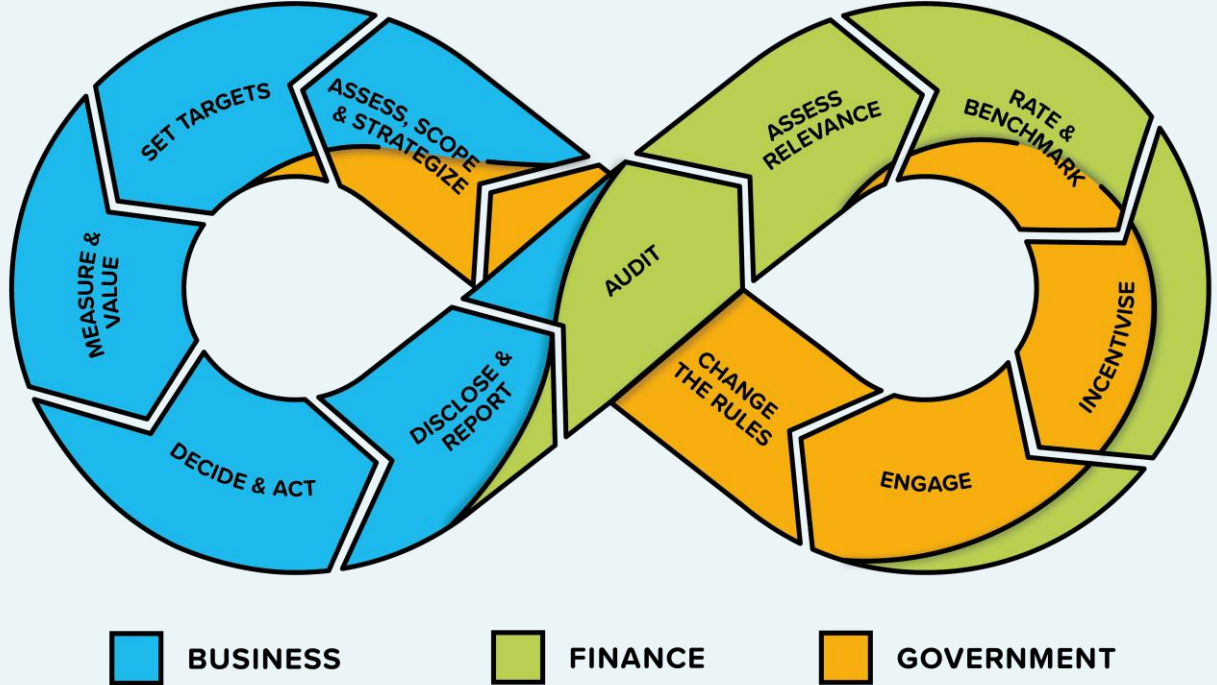 ASSESS, SCOPE
& STRATEGIZE
SET TARGETS
MEASURE &
VALUE
DECIDE & ACT
DISCLOSE &
REPORT
AUDIT
ASSESS
RELEVANCE
RATE &
BENCHMARK
INCENTIVISE
ENGAGE
CHANGE
THE RULES
BUSINESS
FINANCE
GOVERNMENT